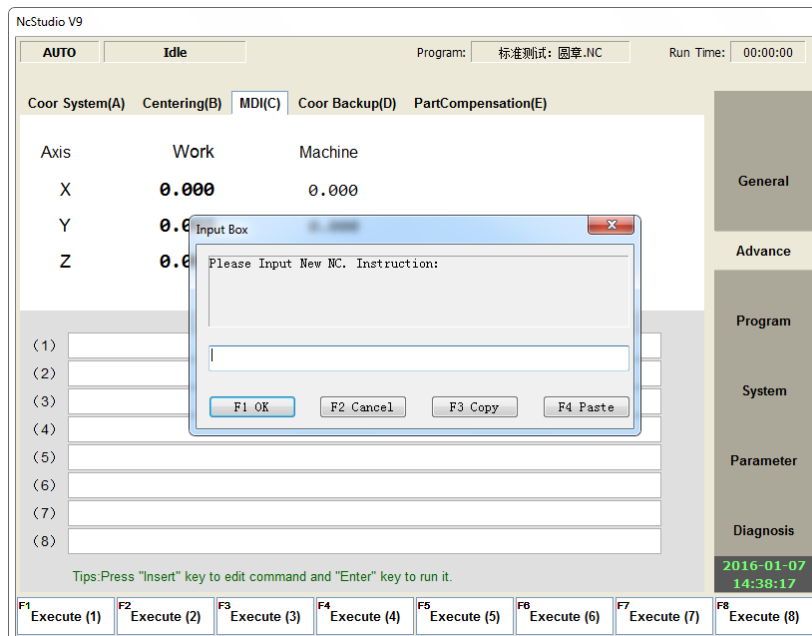 NcStudio V9
AUTO Idle Program: 标准测试：圆章.NC Run Time: 00:00:00
Coor System(A) Centering(B) MDI(C) Coor Backup(D) PartCompensation(E)
Axis Work Machine
X 0.000 0.000
Y
Z
General
Advance
Program
System
Parameter
Diagnosis
Input Box
Please Input New NC. Instruction:
F1 OK F2 Cancel F3 Copy F4 Paste
(1)
(2)
(3)
(4)
(5)
(6)
(7)
(8)
Tips:Press "Insert" key to edit command and "Enter" key to run it.
2016-01-07
14:38:17
F1 Execute (1) F2 Execute (2) F3 Execute (3) F4 Execute (4) F5 Execute (5) F6 Execute (6) F7 Execute (7) F8 Execute (8)